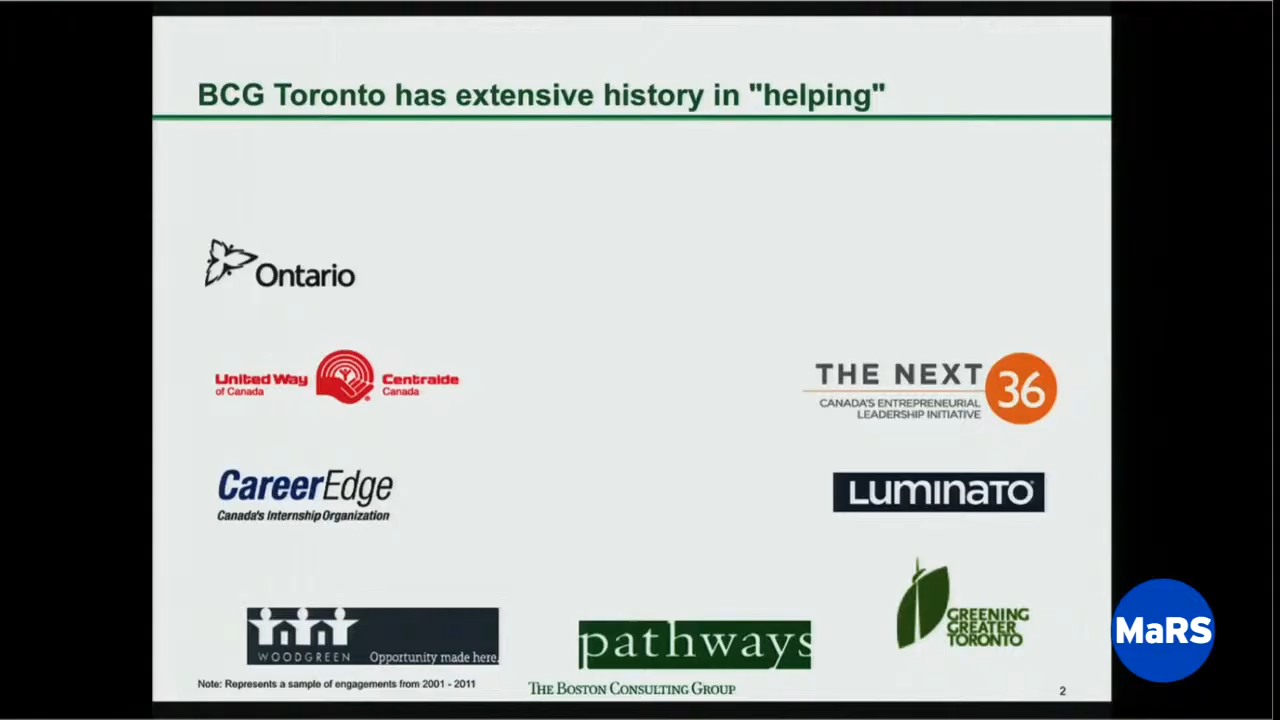 BCG Toronto has extensive history in "helping"
Ontario
United Way
of Canada
Centraide
Canada
THE NEXT
36
CANADA'S ENTREPRENEURIAL
LEADERSHIP INITIATIVE
CareerEdge
Canada's Internship Organization
LUMINATO
WOODGREEN
Opportunity made here.
pathways
GREENING
GREATER
TORONTO
MaRS
Note: Represents a sample of engagements from 2001 - 2011
THE BOSTON CONSULTING GROUP
2